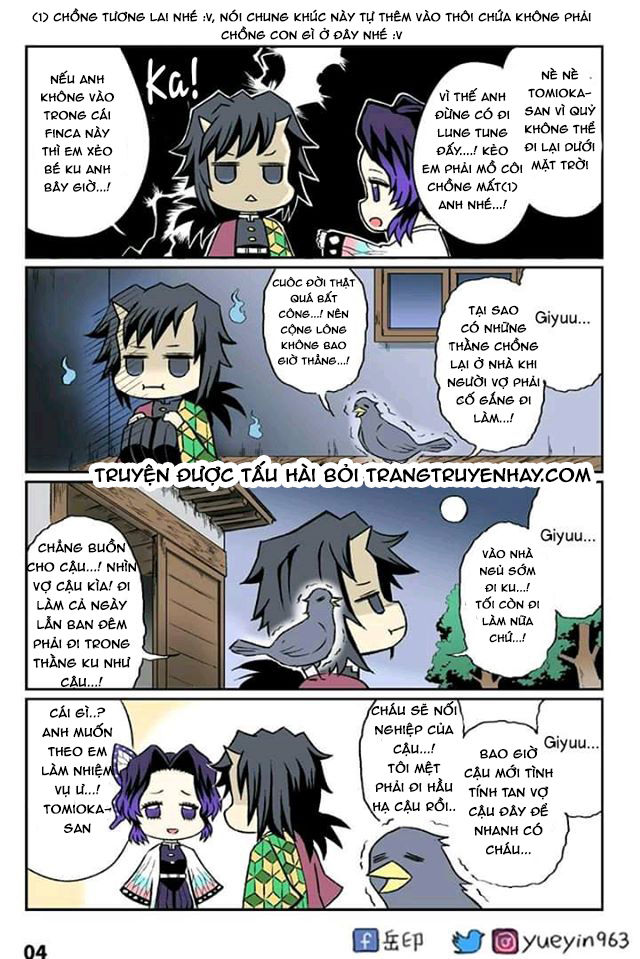 (1) CHỒNG TƯƠNG LAI NHÉ :V, NÓI CHUNG KHÚC NÀY TỰ THÊM VÀO THÔI CHỨA KHÔNG PHẢI
CHỒNG CON GÌ Ở ĐÂY NHÉ :V
NÈ NÈ
TOMIOKA-
SAN VÌ QUỶ
KHÔNG THỂ
ĐI LẠI DƯỚI
MẶT TRỜI
VÌ THẾ ANH
ĐỪNG CÓ ĐI
LUNG TUNG
ĐẤY....! KẺO
EM PHẢI MỒ CÔI
CHỒNG MẤT(1)
ANH NHÉ...!
Ka!
NẾU ANH
KHÔNG VÀO
TRONG CÁI
FINCA NÀY
THÌ EM XẺO
BÉ KU ANH
BÂY GIỜ...!
Giyuu...
TẠI SAO
CÓ NHỮNG
THẰNG CHỒNG
LẠI Ở NHÀ KHI
NGƯỜI VỢ PHẢI
CỐ GẮNG ĐI
LÀM...!
CUÔC ĐỜI THẬT
QUÁ BẤT
CÔNG...! NÊN
CỘNG LÔNG
KHÔNG BAO
GIỜ THẲNG...!
TRUYỆN ĐƯỢC TẤU HÀI BỞI TRANGTRUYENHAY.COM
Giyuu...
VÀO NHÀ
NGỦ SỚM
ĐI KU...!
TỐI CÒN ĐI
LÀM NỮA
CHỨ...!
CHẲNG BUỒN
CHO CẬU...! NHÌN
VỢ CẬU KÌA! ĐI
LÀM CẢ NGÀY
LẪN BAN ĐÊM
PHẢI ĐI TRONG
THẰNG KU NHƯ
CÂU...!
Giyuu...
BAO GIỜ
CẬU MỚI TÌNH
TÍNH TAN VỢ
CẬU ĐÂY ĐỂ
NHANH CÓ
CHÁU...
CHÁU SẼ NỐI
NGHIỆP CỦA
CẬU...!
TÔI MỆT
PHẢI ĐI HẦU
HẠ CẬU RỒI..
CÁI GÌ..?
ANH MUỐN
THEO EM
LÀM NHIỆM
VỤ Ư...!
TOMIOKA-
SAN
04
岳印
yueyin963